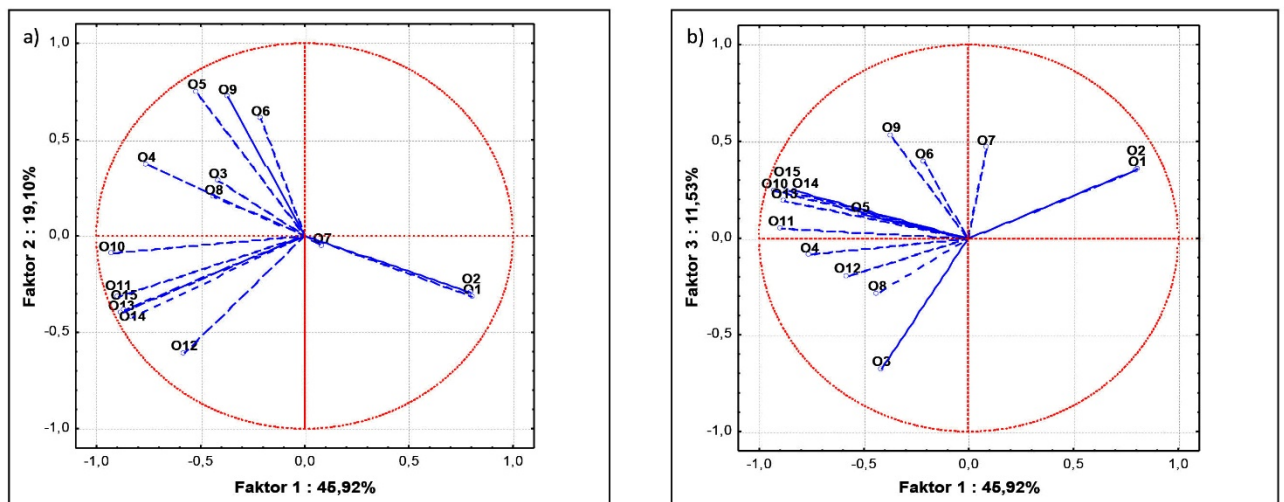 a)
1,0
0,5
0,0
-0,5
-1,0
Faktor 2 : 19,10%
O5
O9
O6
O4
O3
O8
O7
O10
O11
O15
O13
O14
O12
O2
O1
-1,0
-0,5
0,0
0,5
1,0
Faktor 1 : 45,92%
b)
1,0
0,5
0,0
-0,5
-1,0
Faktor 3 : 11,53%
O9
O6
O7
O2
O1
O15
O10
O14
O13
O5
O11
O4
O12
O8
O3
-1,0
-0,5
0,0
0,5
1,0
Faktor 1 : 45,92%